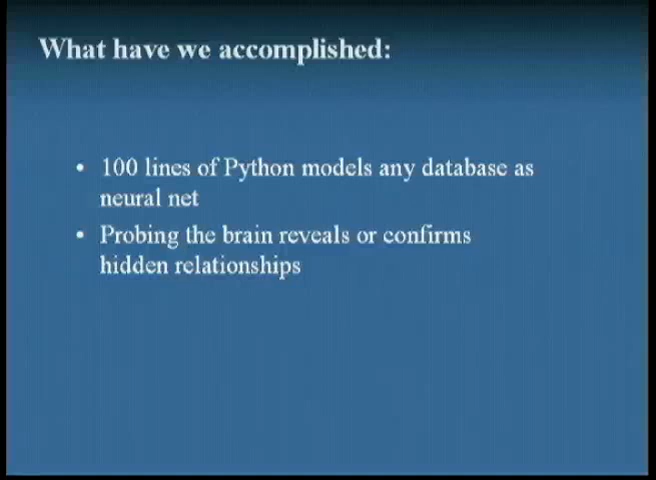 What have we accomplished:
• 100 lines of Python models any database as
neural net
• Probing the brain reveals or confirms
hidden relationships